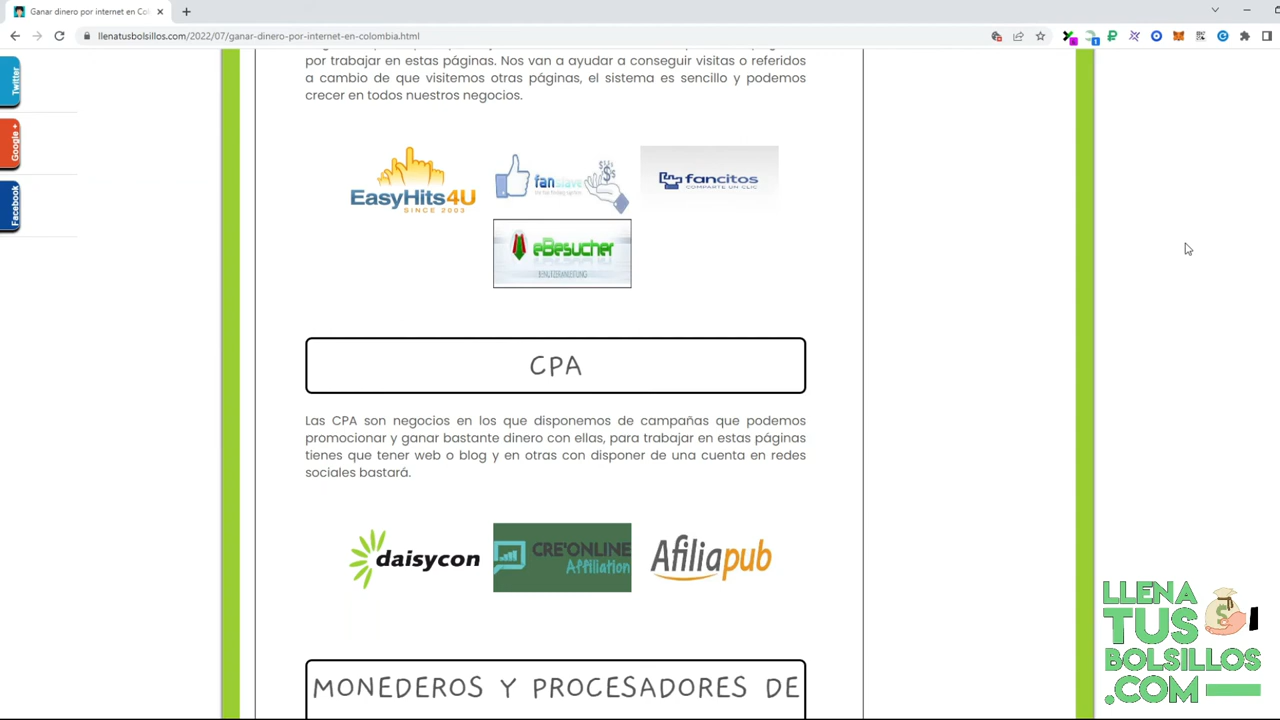 Ganar dinero por internet en Col
llenatusbolsillos.com/2022/07/ganar-dinero-por-internet-en-colombia.html
Twitter
Google +
Facebook
por trabajar en estas páginas. Nos van a ayudar a conseguir visitas o referidos
a cambio de que visitemos otras páginas, el sistema es sencillo y podemos
crecer en todos nuestros negocios.
EasyHits4U
SINCE 2003
fanslave
fancitos
COMPARTE UN CLIC
eBesucher
BENUTZERANLEITUNG
CPA
Las CPA son negocios en los que disponemos de campañas que podemos
promocionar y ganar bastante dinero con ellas, para trabajar en estas páginas
tienes que tener web o blog y en otras con disponer de una cuenta en redes
sociales bastará.
daisycon
CRE'ONLINE
Affiliation
Afiliapub
MONEDEROS Y PROCESADORES DE
LLENA
TUS
BOLSILLOS
.COM